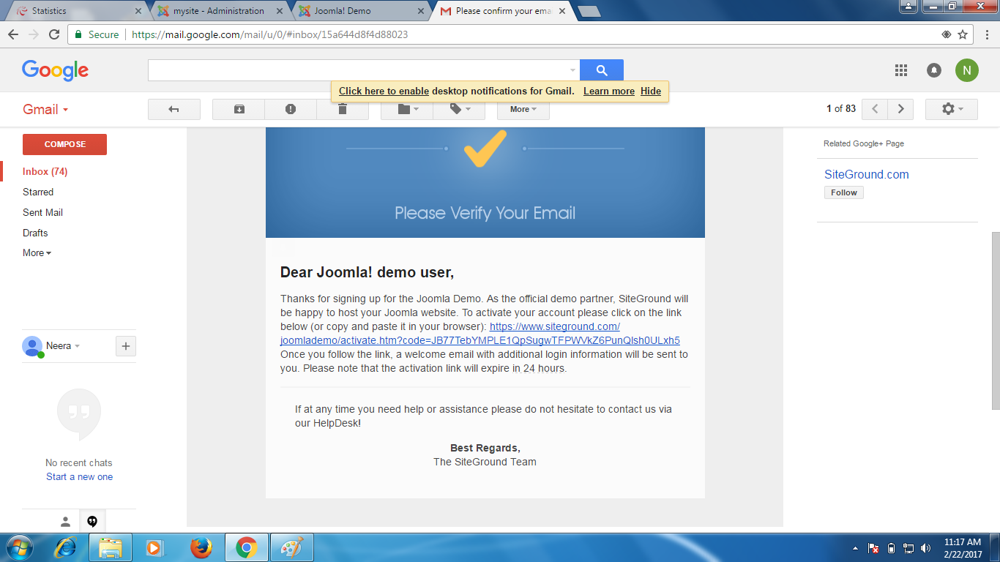 Statistics
mysite - Administration
Joomla! Demo
Please confirm your ema
Secure
https://mail.google.com/mail/u/0/#inbox/15a644d8f4d88023
Google
N
Click here to enable desktop notifications for Gmail. Learn more Hide
Gmail
More
1 of 83
COMPOSE
Inbox (74)
Starred
Sent Mail
Drafts
More
Neera
No recent chats
Start a new one
Please Verify Your Email
Dear Joomla! demo user,
Thanks for signing up for the Joomla Demo. As the official demo partner, SiteGround will
be happy to host your Joomla website. To activate your account please click on the link
below (or copy and paste it in your browser): https://www.siteground.com/
joomlademo/activate.htm?code=JB77TebYMPLE1QpSugwTFPWVkZ6PunQlsh0ULxh5
Once you follow the link, a welcome email with additional login information will be sent to
you. Please note that the activation link will expire in 24 hours.
If at any time you need help or assistance please do not hesitate to contact us via
our HelpDesk!
Best Regards,
The SiteGround Team
Related Google+ Page
SiteGround.com
Follow
11:17 AM
2/22/2017